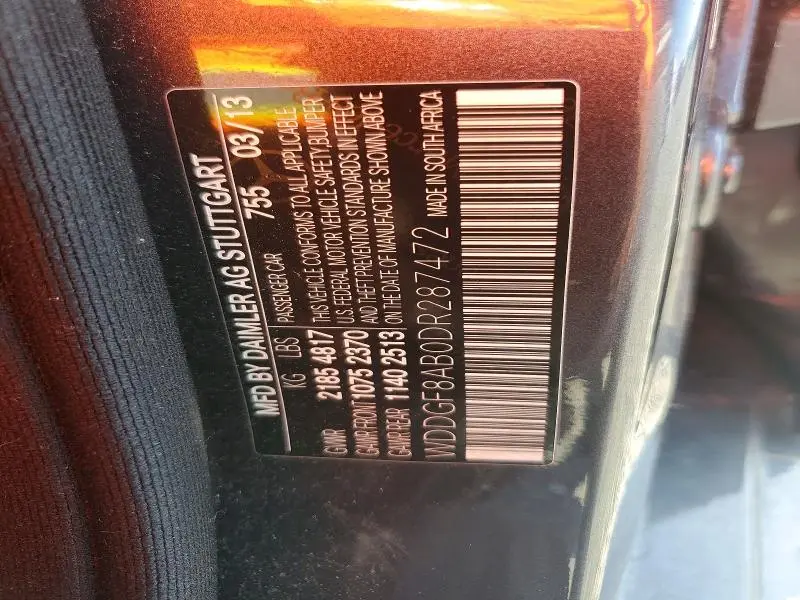 MFD BY DAIMLER AG STUTTGART
755 03/13
KG LBS
GVWR 2185 4817
GAWR-FRONT 1075 2370
GAWR-REAR 1140 2513
PASSENGER CAR
THIS VEHICLE CONFORMS TO ALL APPLICABLE
U.S. FEDERAL MOTOR VEHICLE SAFETY,BUMPER
AND THEFT PREVENTION STANDARDS IN EFFECT
ON THE DATE OF MANUFACTURE SHOWN ABOVE
WDDGF8AB0DR287472 MADE IN SOUTH AFRICA